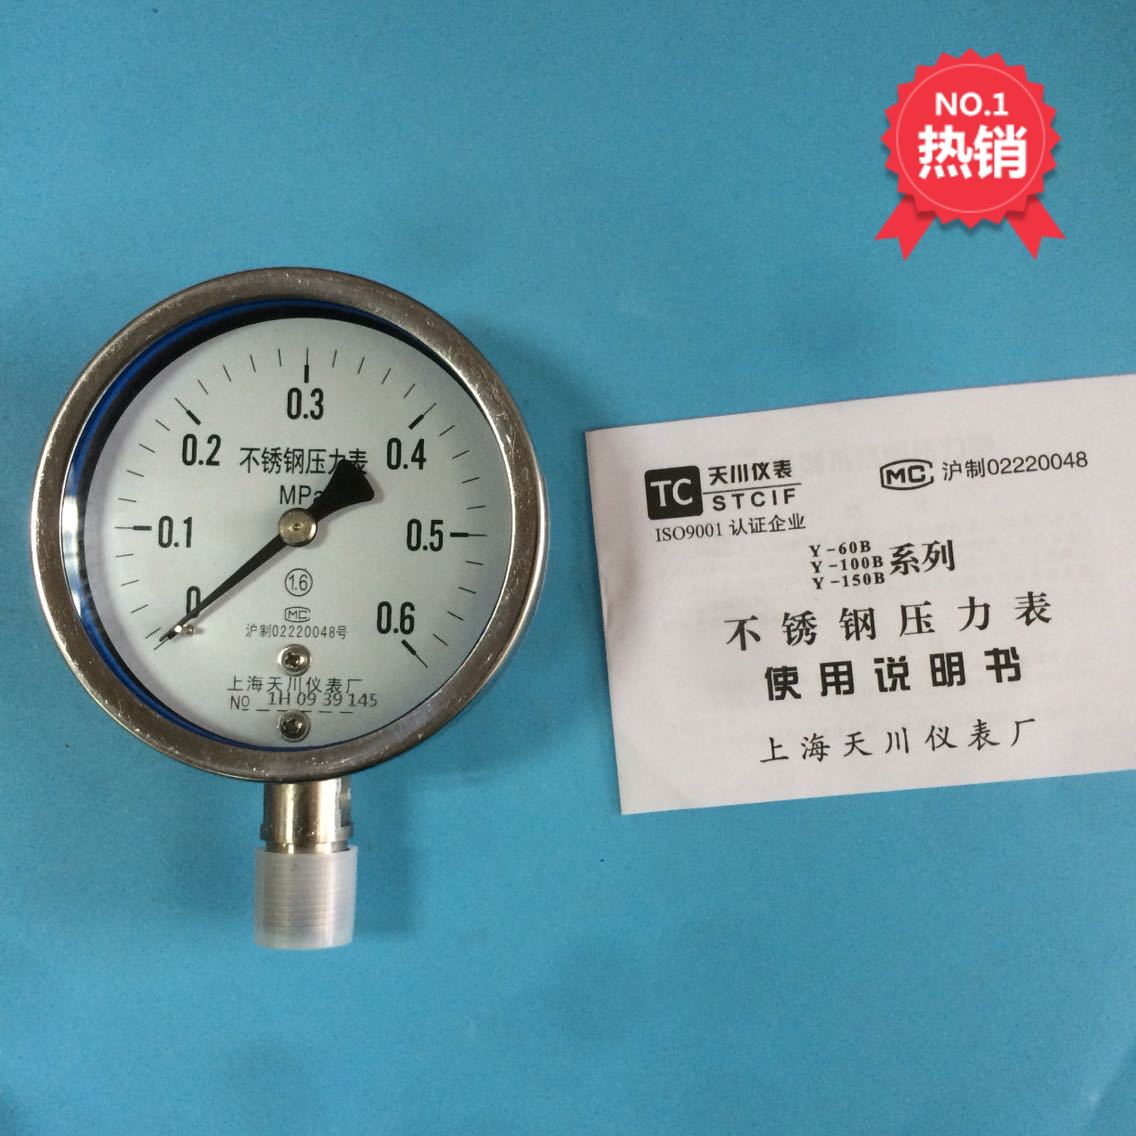 NO.1
热销
0.3
0.2
0.4
不锈钢压力表
MPa
0.1
0.5
1.6
0
MC
0.6
沪制02220048号
上海天川仪表厂
No 1H 09 39 145
TC 天川仪表
STCIF
MC 沪制02220048
ISO9001 认证企业
Y-60B
Y-100B 系列
Y-150B
不锈钢压力表
使用说明书
上海天川仪表厂